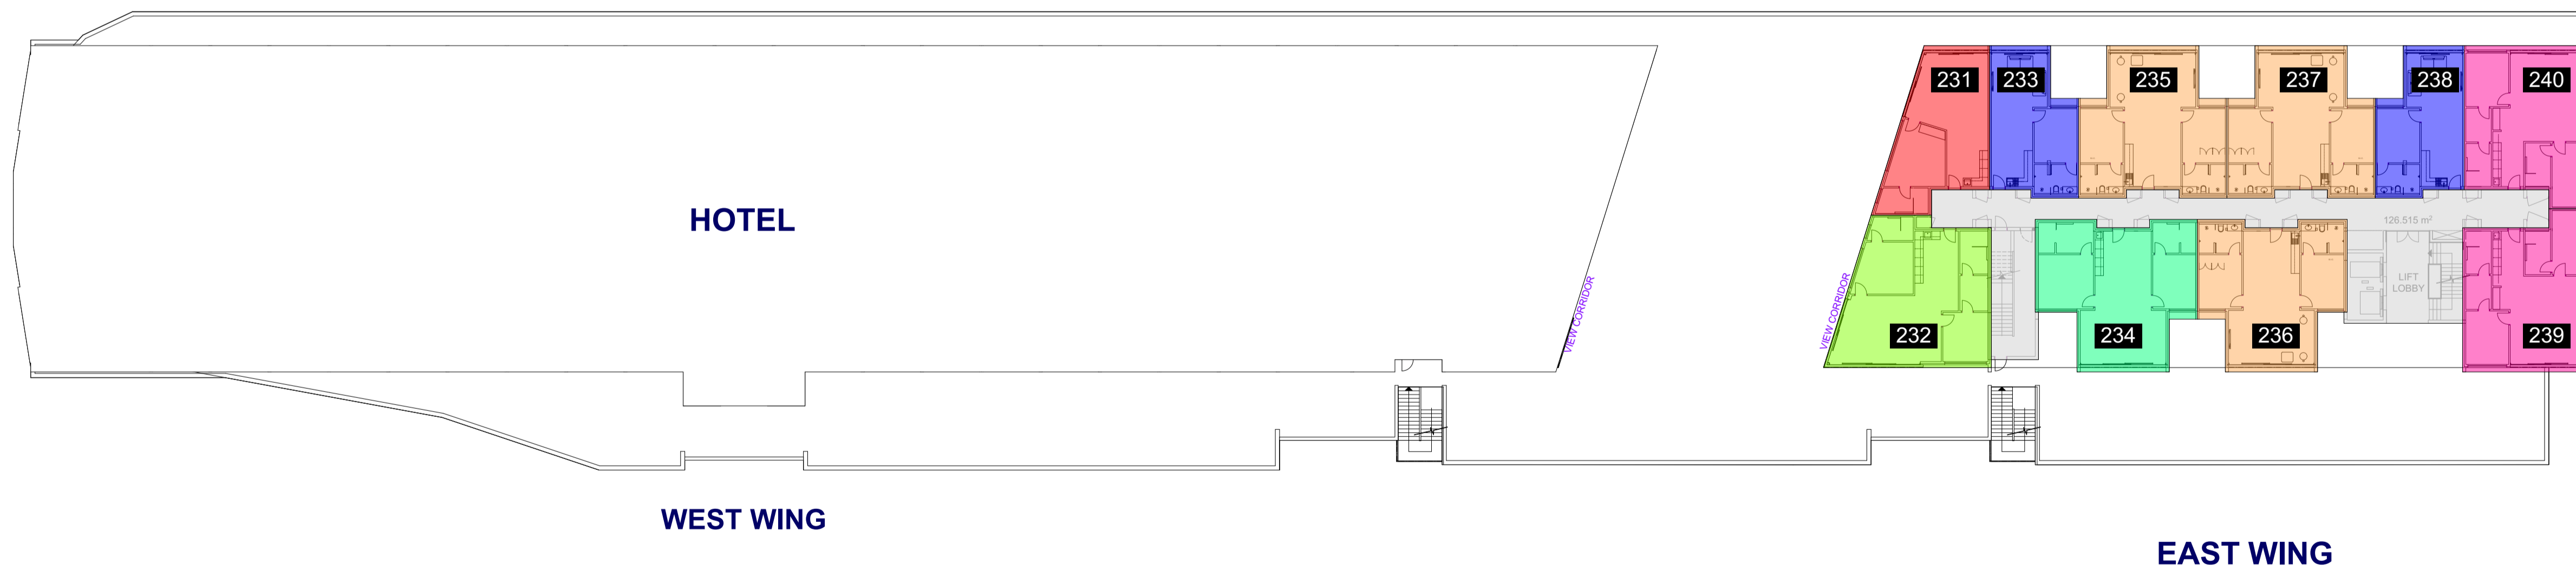 231
233
235
237
238
240
HOTEL
126.515 m²
VIEW CORRIDOR
VIEW CORRIDOR
LIFT
LOBBY
232
234
236
239
WEST WING
EAST WING